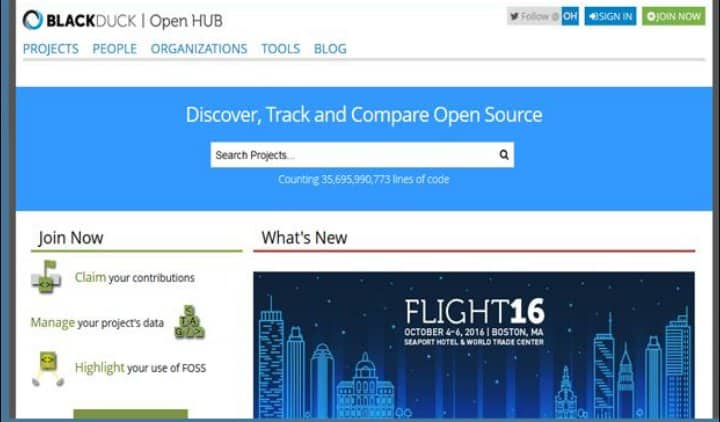 BLACKDUCK | Open HUB
Follow @ OH SIGN IN JOIN NOW
PROJECTS PEOPLE ORGANIZATIONS TOOLS BLOG
Discover, Track and Compare Open Source
Search Projects...
Counting 35,695,990,773 lines of code
Join Now
Claim your contributions
Manage your project's data
S
TAG
</>
Highlight your use of FOSS
What's New
FLIGHT16
OCTOBER 4-6, 2016 | BOSTON, MA
SEAPORT HOTEL & WORLD TRADE CENTER